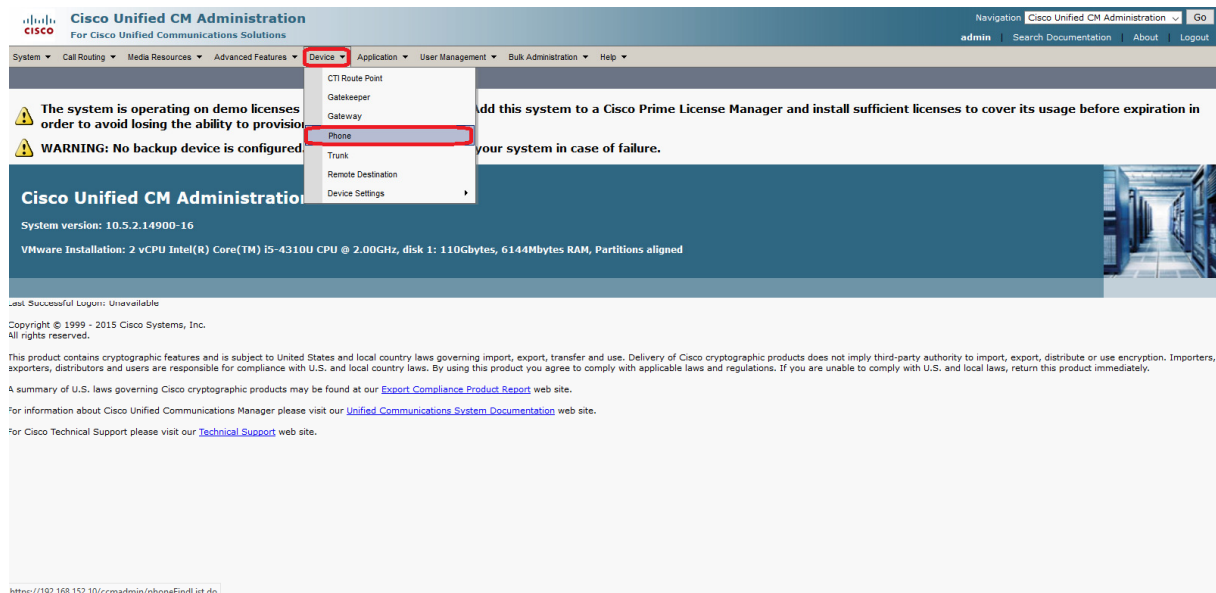 Cisco Unified CM Administration
For Cisco Unified Communications Solutions
Navigation Cisco Unified CM Administration Go
admin | Search Documentation | About | Logout
System Call Routing Media Resources Advanced Features Device Application User Management Bulk Administration Help
CTI Route Point
Gatekeeper
Gateway
Phone
Trunk
Remote Destination
Device Settings
The system is operating on demo licenses Add this system to a Cisco Prime License Manager and install sufficient licenses to cover its usage before expiration in
order to avoid losing the ability to provision
WARNING: No backup device is configured. your system in case of failure.
Cisco Unified CM Administration
System version: 10.5.2.14900-16
VMware Installation: 2 vCPU Intel(R) Core(TM) i5-4310U CPU @ 2.00GHz, disk 1: 110Gbytes, 6144Mbytes RAM, Partitions aligned
Last Successful Logon: Unavailable
Copyright © 1999 - 2015 Cisco Systems, Inc.
All rights reserved.
This product contains cryptographic features and is subject to United States and local country laws governing import, export, transfer and use. Delivery of Cisco cryptographic products does not imply third-party authority to import, export, distribute or use encryption. Importers,
exporters, distributors and users are responsible for compliance with U.S. and local country laws. By using this product you agree to comply with applicable laws and regulations. If you are unable to comply with U.S. and local laws, return this product immediately.
A summary of U.S. laws governing Cisco cryptographic products may be found at our Export Compliance Product Report web site.
For information about Cisco Unified Communications Manager please visit our Unified Communications System Documentation web site.
For Cisco Technical Support please visit our Technical Support web site.
https://192.168.152.10/ccmadmin/phoneFindList.do
CISCO